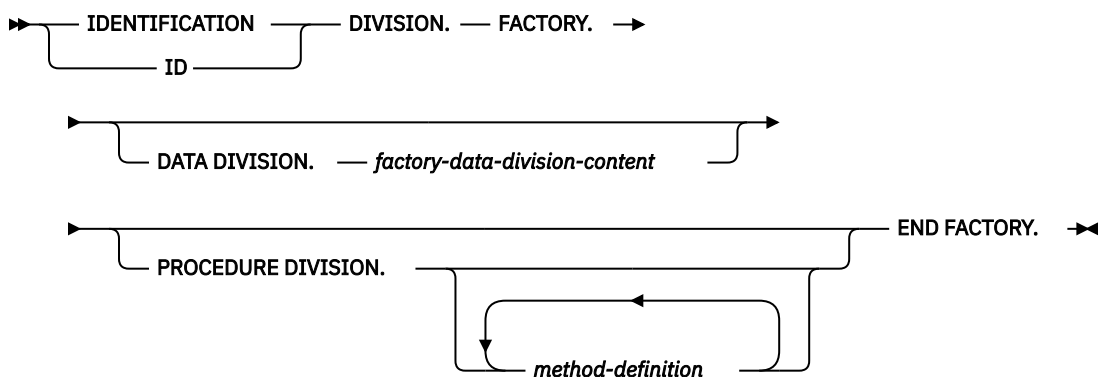 IDENTIFICATION DIVISION. FACTORY.
ID
DATA DIVISION. factory-data-division-content
END FACTORY.
PROCEDURE DIVISION.
method-definition